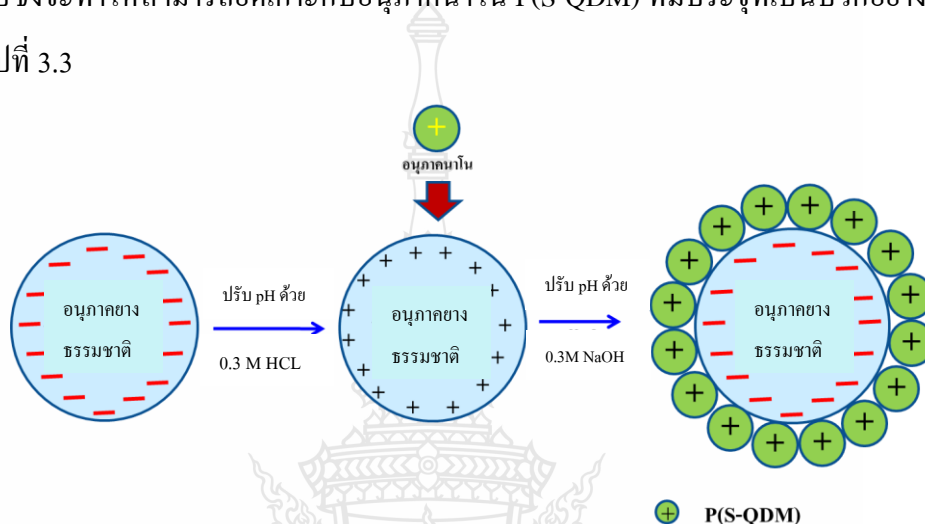 P(S-QDM)
ปที่ 3.3
+
อนุภาคนาโน
อนุภาคยาง
ธรรมชาติ
ปรับ pH ด้วย
0.3 M HCL
อนุภาคยาง
ธรรมชาติ
ปรับ pH ด้วย
0.3M NaOH
อนุภาคยาง
ธรรมชาติ
+ P(S-QDM)